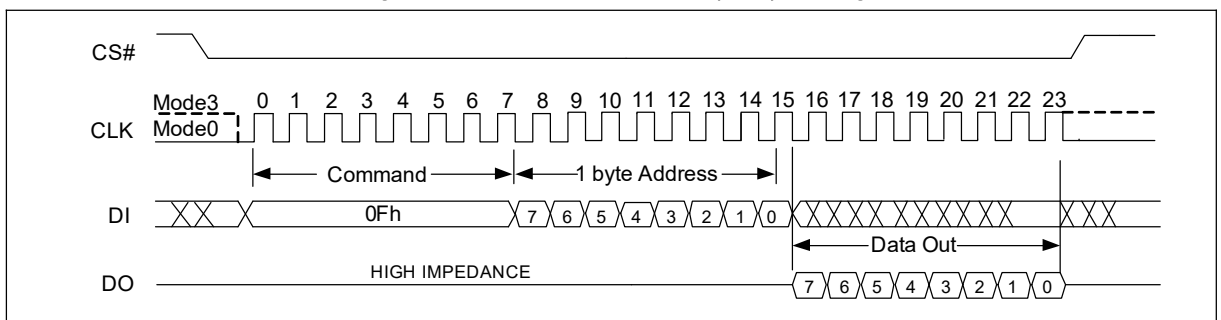 CS#
Mode3 0 1 2 3 4 5 6 7 8 9 10 11 12 13 14 15 16 17 18 19 20 21 22 23
CLK Mode0
Command 1 byte Address
DI 0Fh 7 6 5 4 3 2 1 0
Data Out
HIGH IMPEDANCE
DO 7 6 5 4 3 2 1 0